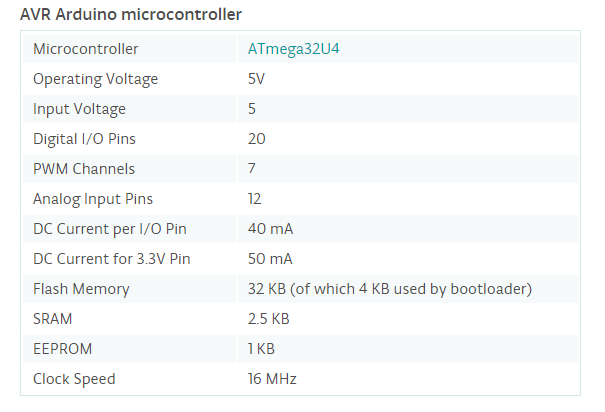 AVR Arduino microcontroller
Microcontroller ATmega32U4
Operating Voltage 5V
Input Voltage 5
Digital I/O Pins 20
PWM Channels 7
Analog Input Pins 12
DC Current per I/O Pin 40 mA
DC Current for 3.3V Pin 50 mA
Flash Memory 32 KB (of which 4 KB used by bootloader)
SRAM 2.5 KB
EEPROM 1 KB
Clock Speed 16 MHz